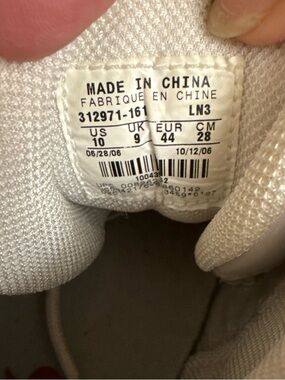 MADE IN CHINA
FABRIQUE EN CHINE
312971-161 LN3
US UK EUR CM
10 9 44 28
06/28/06 10/12/06